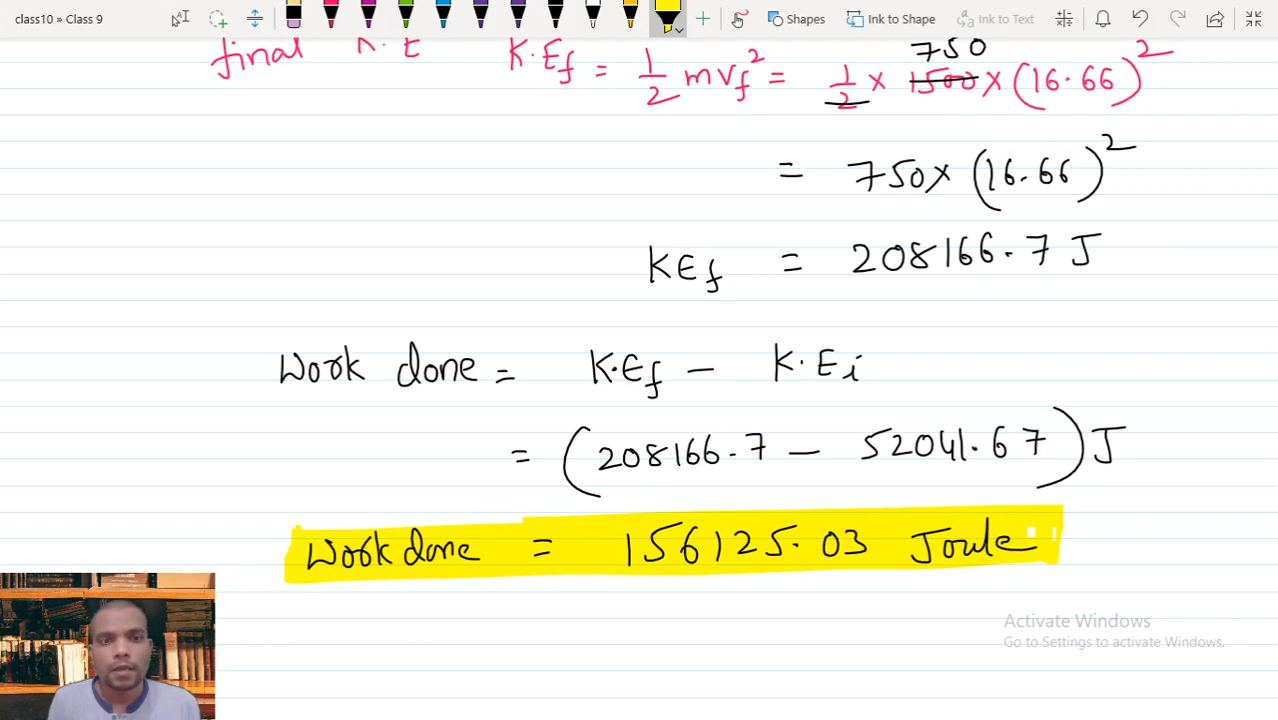 class10 » Class 9
Shapes
Ink to Shape
Ink to Text
final K.E K.Ef = 1/2 mvf² = 1/2 × 1500 × (16.66)²
750
= 750 × (16.66)²
KEf = 208166.7 J
Work done = K.Ef - K.Ei
= (208166.7 - 52041.67) J
Work done = 156125.03 Joule
Activate Windows
Go to Settings to activate Windows.